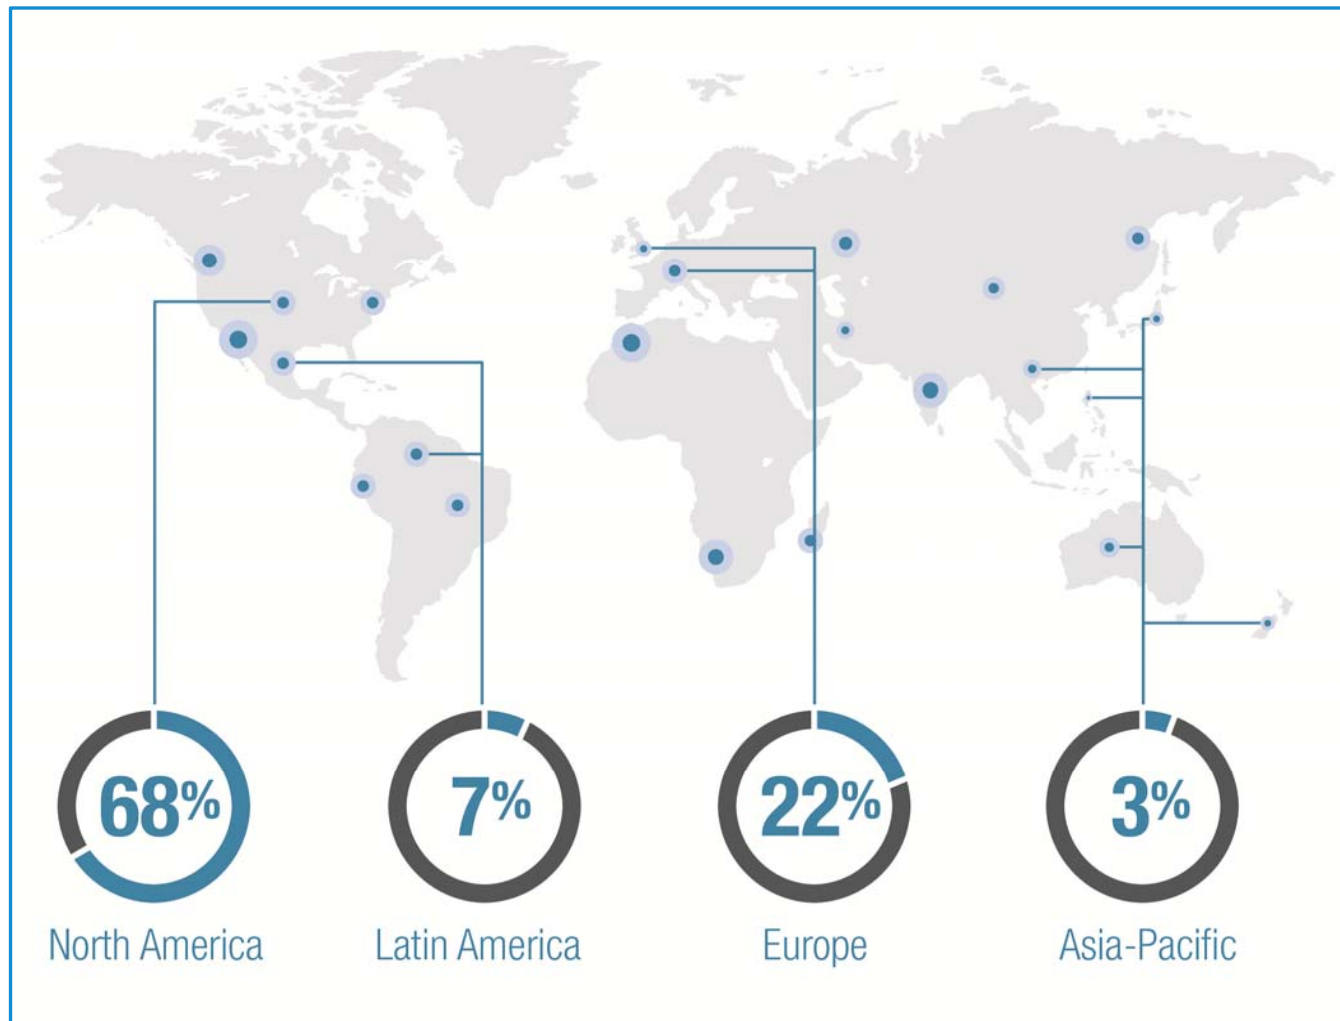 68%
7%
22%
3%
North America
Latin America
Europe
Asia-Pacific